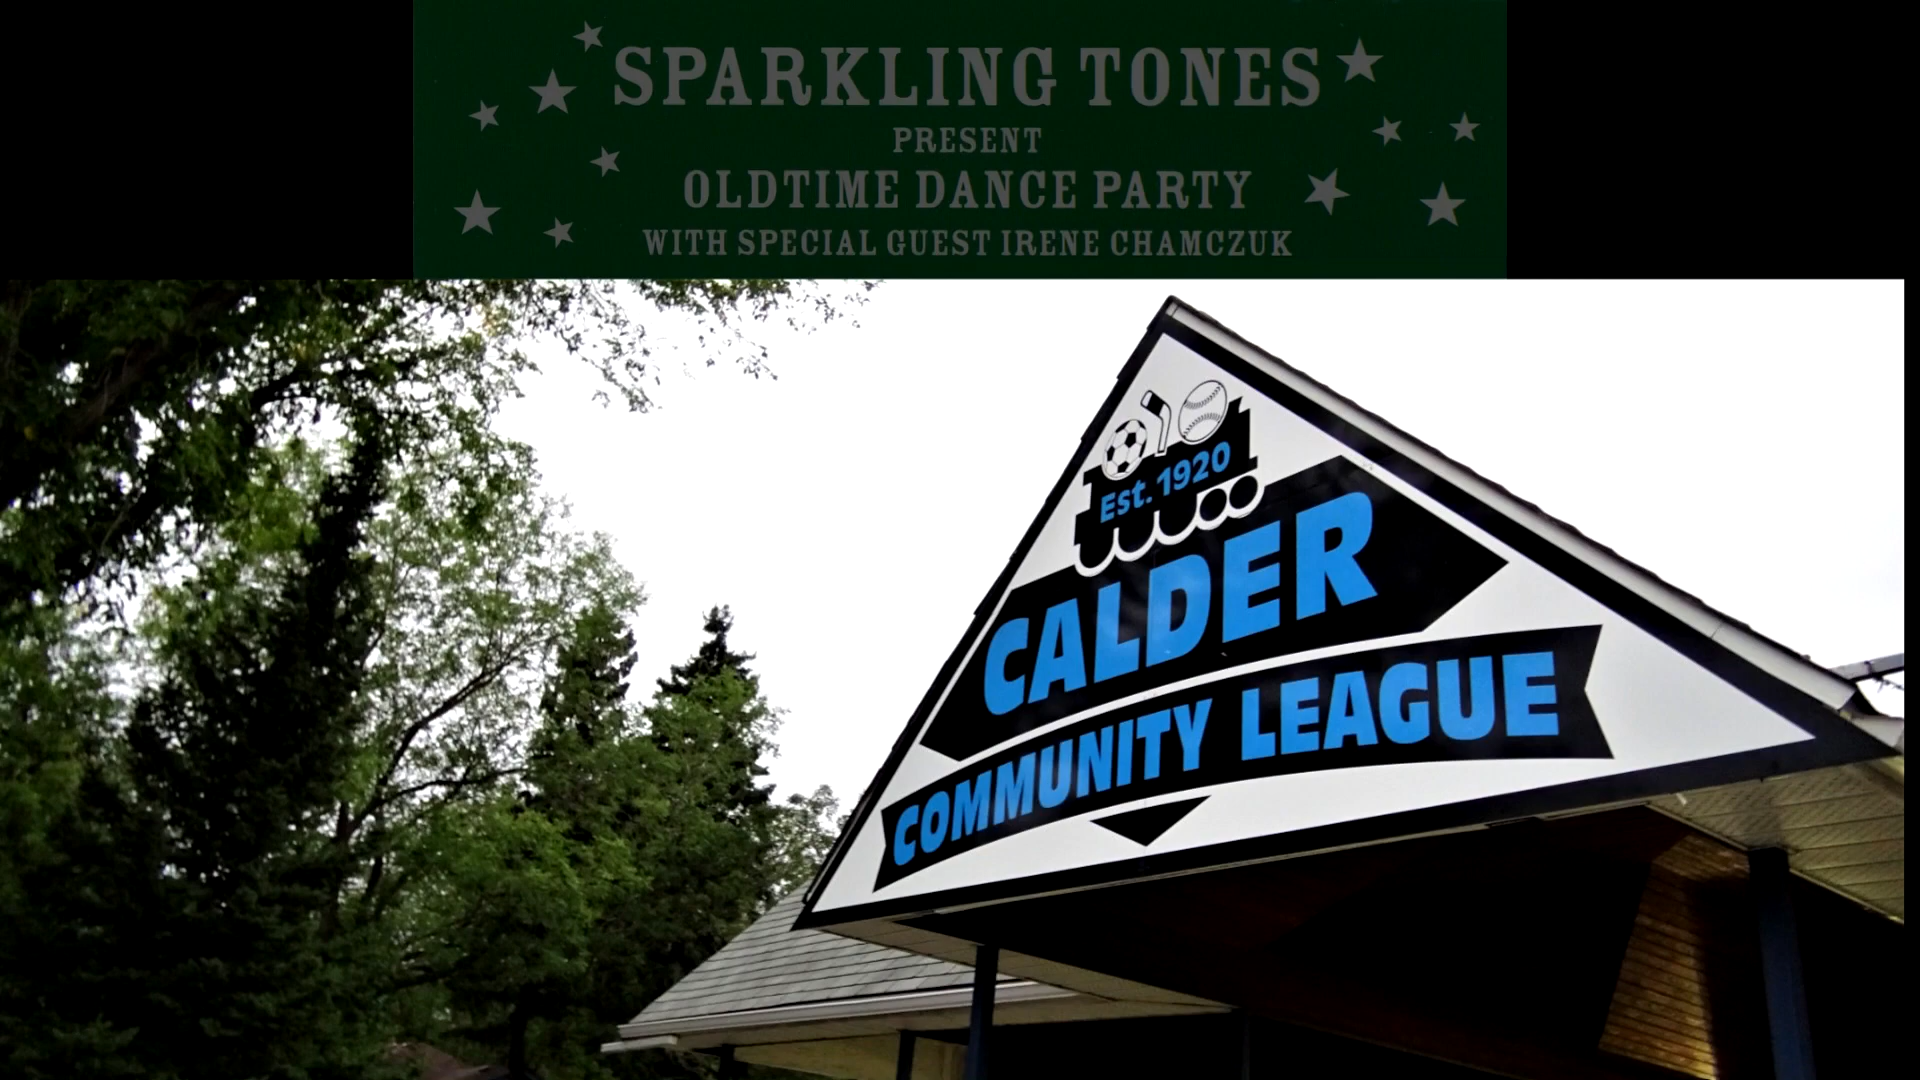 SPARKLING TONES
PRESENT
OLDTIME DANCE PARTY
WITH SPECIAL GUEST IRENE CHAMCZUK
Est. 1920
CALDER
COMMUNITY LEAGUE